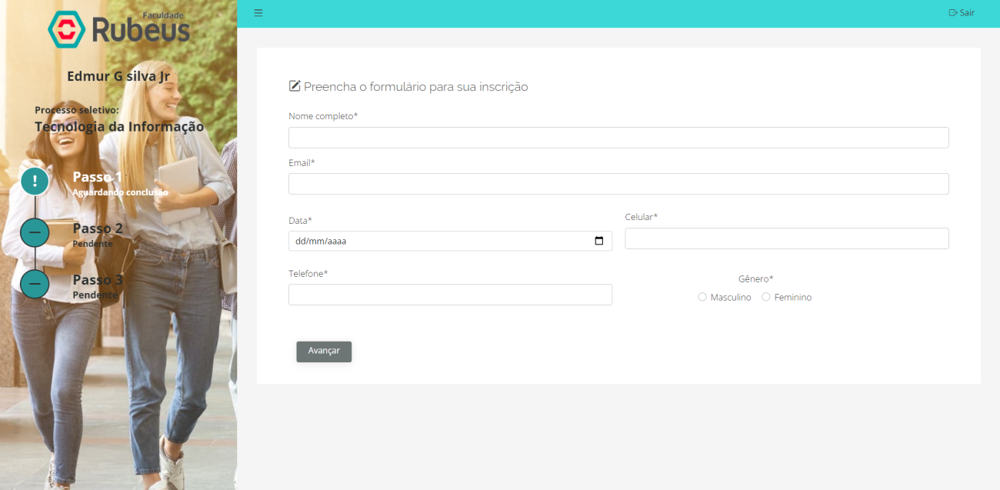 Faculdade
Rubeus
Edmur G silva Jr
Processo seletivo:
Tecnologia da Informação
Passo 1
Aguardando conclusão
Passo 2
Pendente
Passo 3
Pendente
Sair
Preencha o formulário para sua inscrição
Nome completo*
Email*
Data*
dd/mm/aaaa
Celular*
Telefone*
Gênero*
Masculino Feminino
Avançar